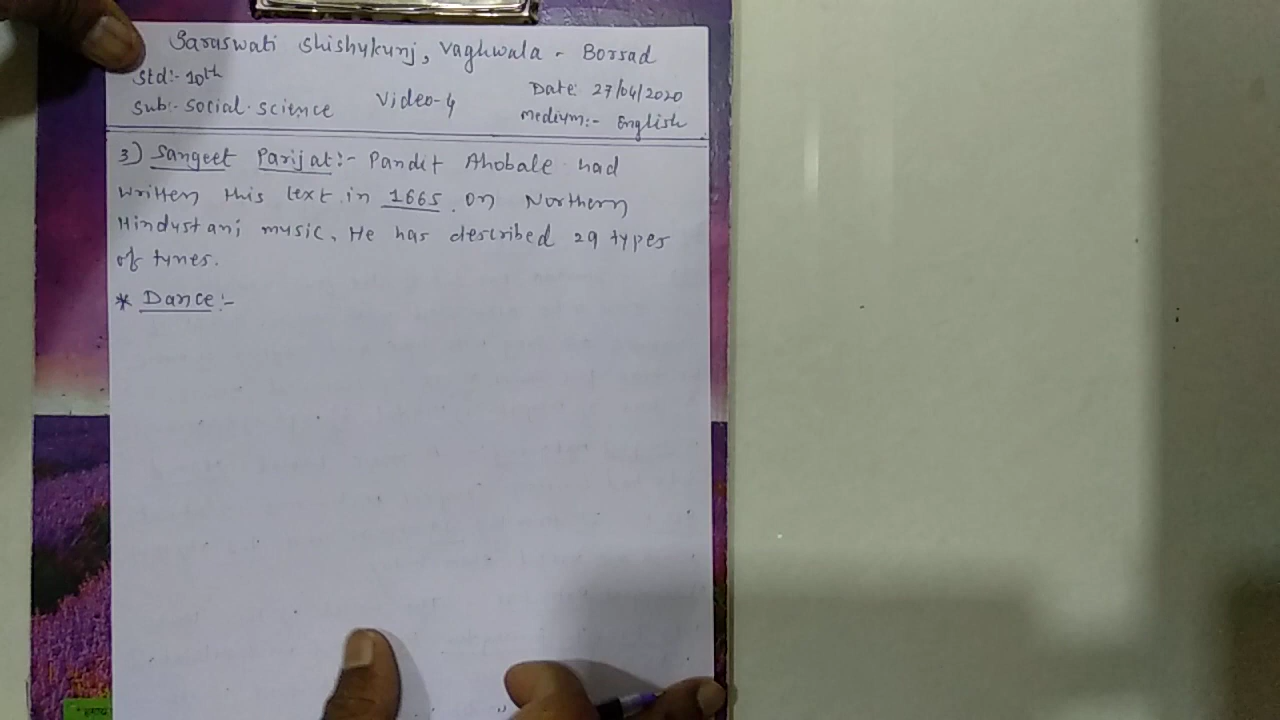 Saraswati Shishykunj, Vaghwala - Borsad
Std:- 10th
Sub:- Social science
Video-4
Date: 27/04/2020
Medium:- English
3) Sangeet Parijat:- Pandit Ahobale had
written this text in 1665 on Northern
Hindustani music. He has described 29 types
of tunes.
* Dance:-